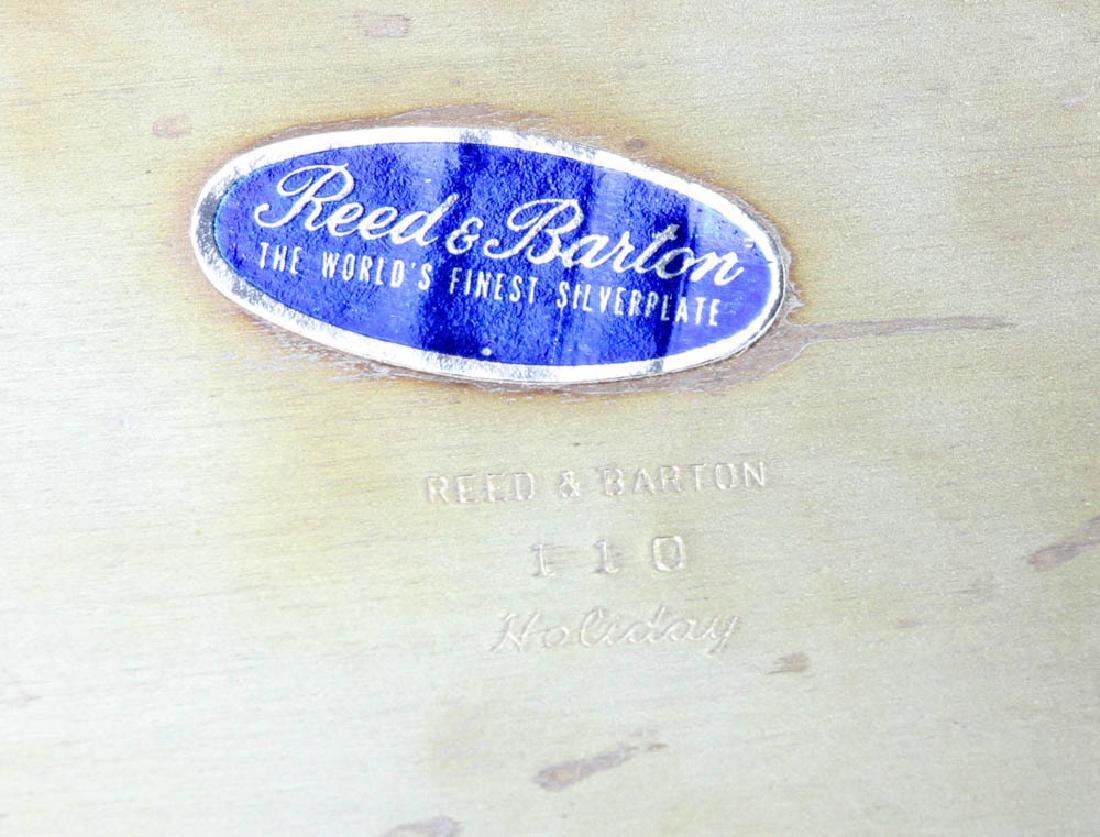 Reed & Barton
THE WORLD'S FINEST SILVERPLATE
REED & BARTON
110
Holiday